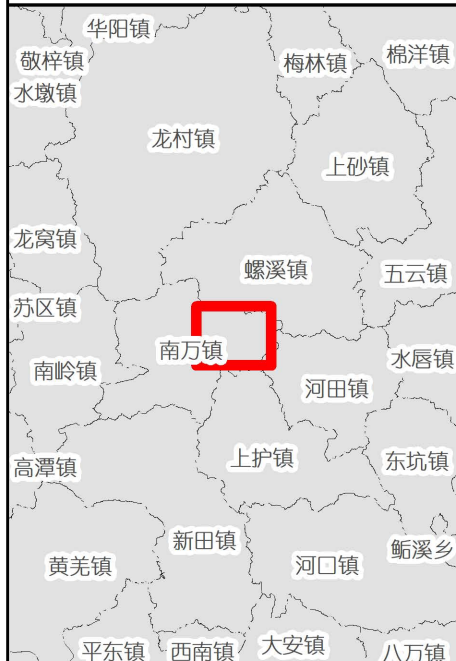 华阳镇
敬梓镇
梅林镇
棉洋镇
水墩镇
龙村镇
上砂镇
龙窝镇
螺溪镇
五云镇
苏区镇
南万镇
水唇镇
南岭镇
河田镇
上护镇
东坑镇
高潭镇
新田镇
鲘溪乡
黄羌镇
河口镇
平东镇
西南镇
大安镇
八万镇